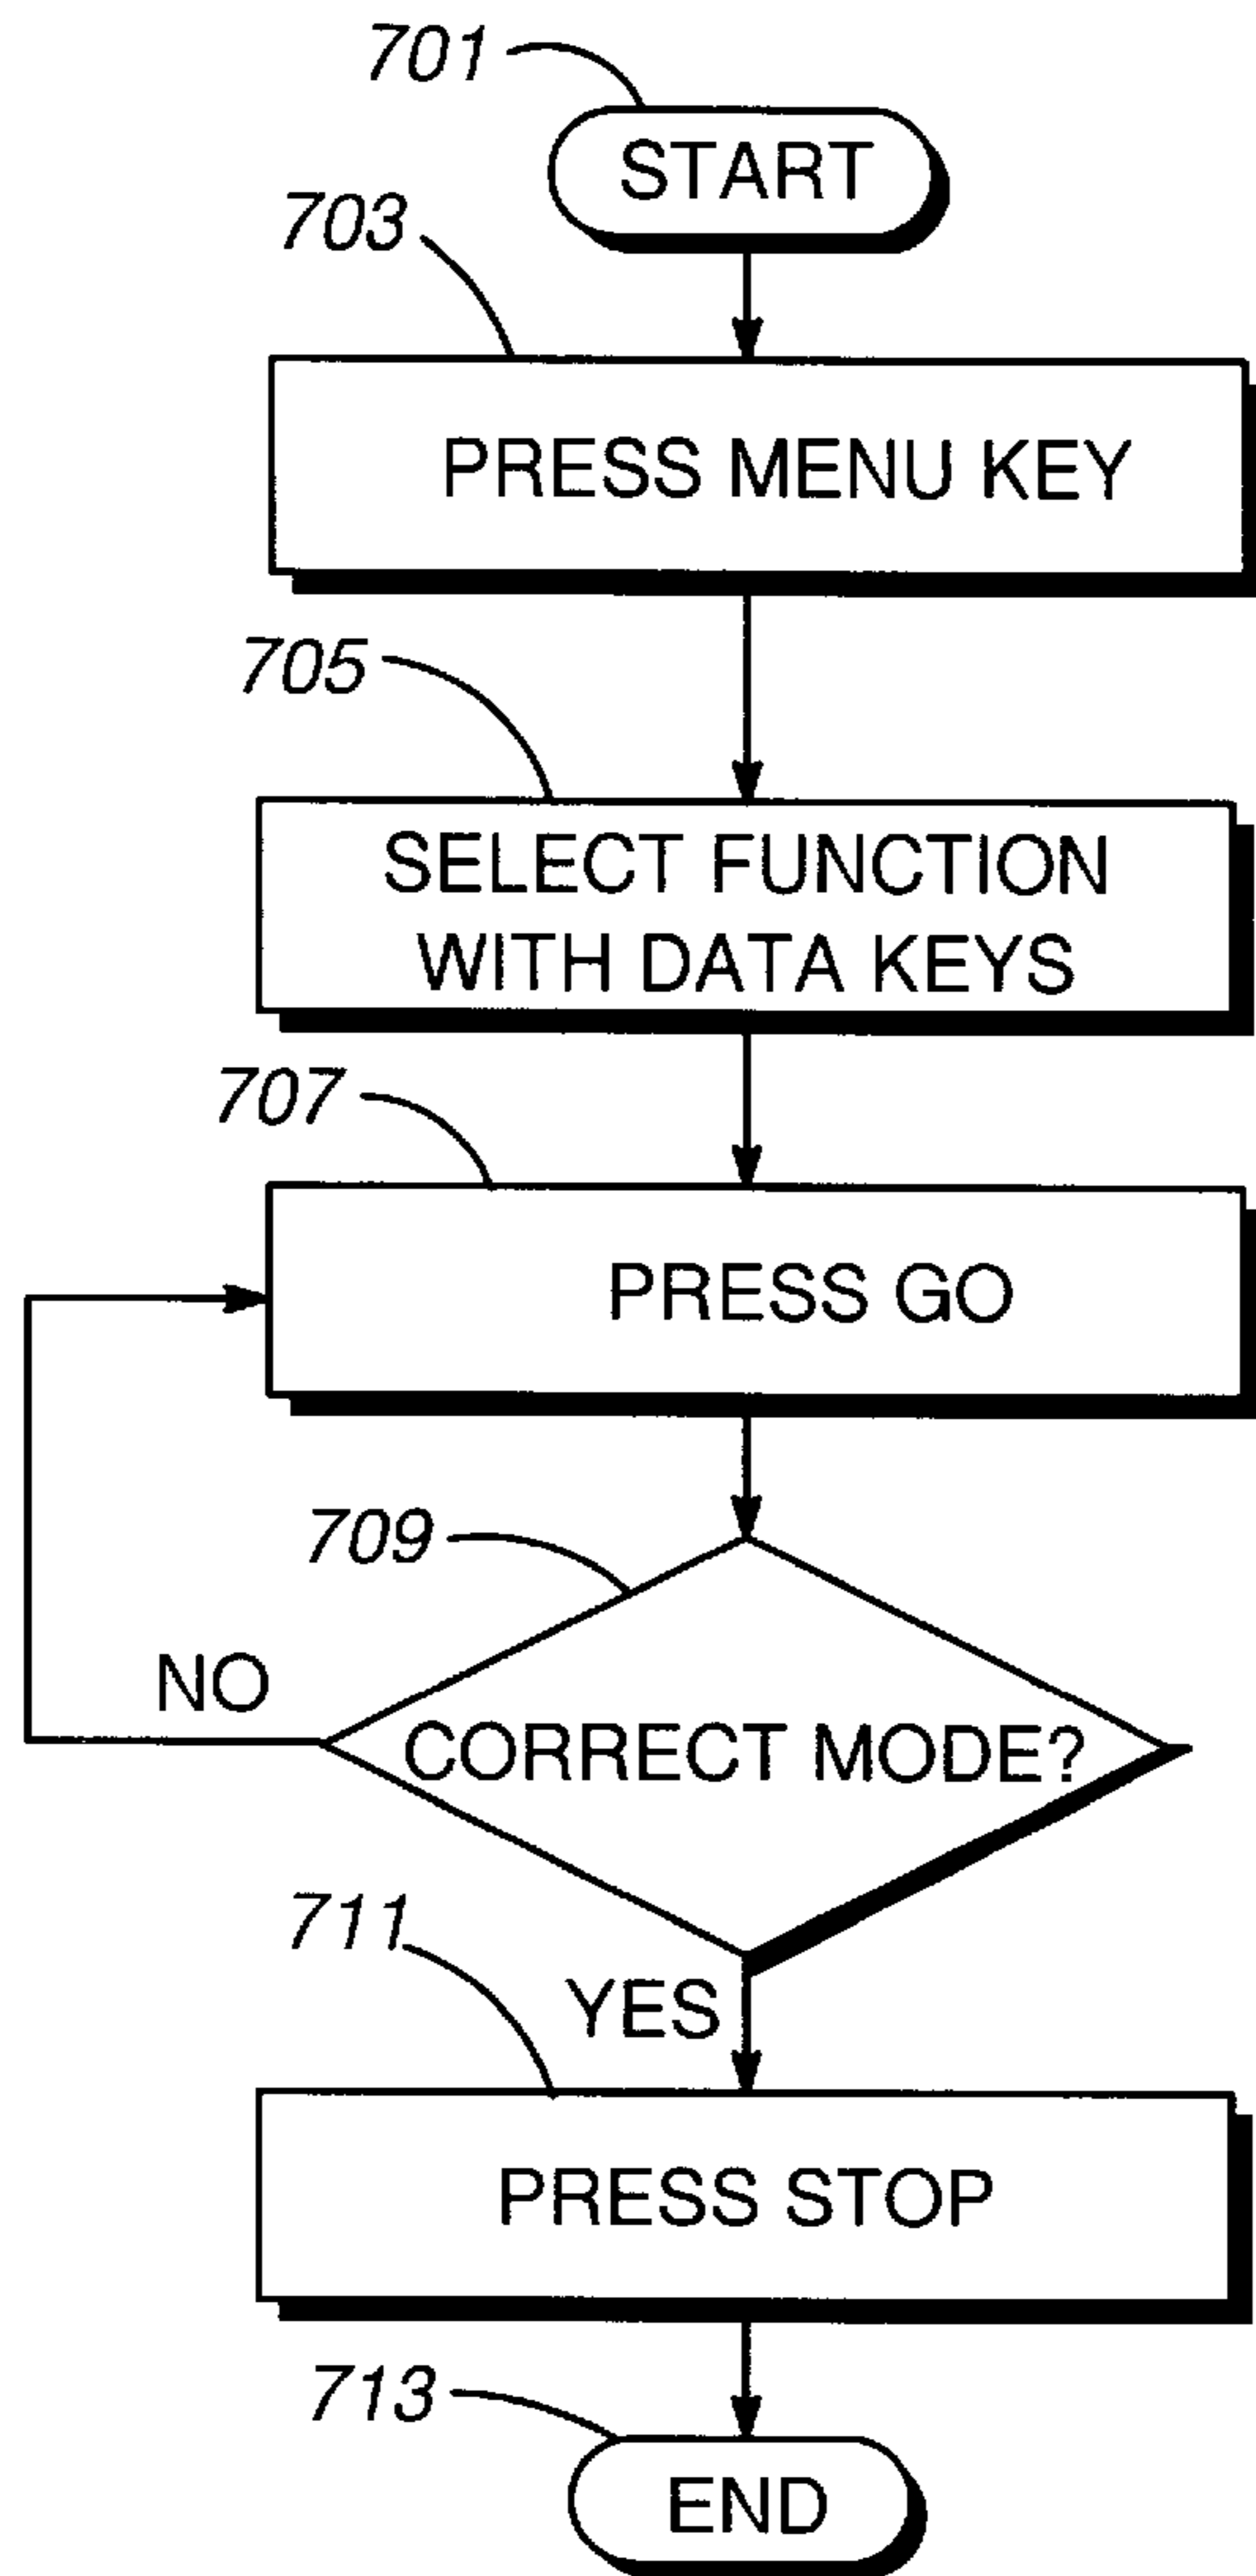 701
START
703
PRESS MENU KEY
705
SELECT FUNCTION
WITH DATA KEYS
707
PRESS GO
709
NO
CORRECT MODE?
711
YES
PRESS STOP
713
END